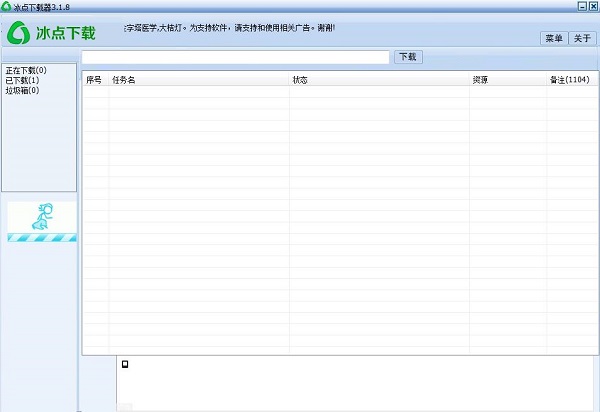 冰点下载器3.1.8
冰点下载
字塔医学,大桔灯。为支持软件，请支持和使用相关广告。谢谢!
菜单 关于
下载
正在下载(0)
已下载(1)
垃圾箱(0)
序号 任务名 状态 资源 备注(1104)